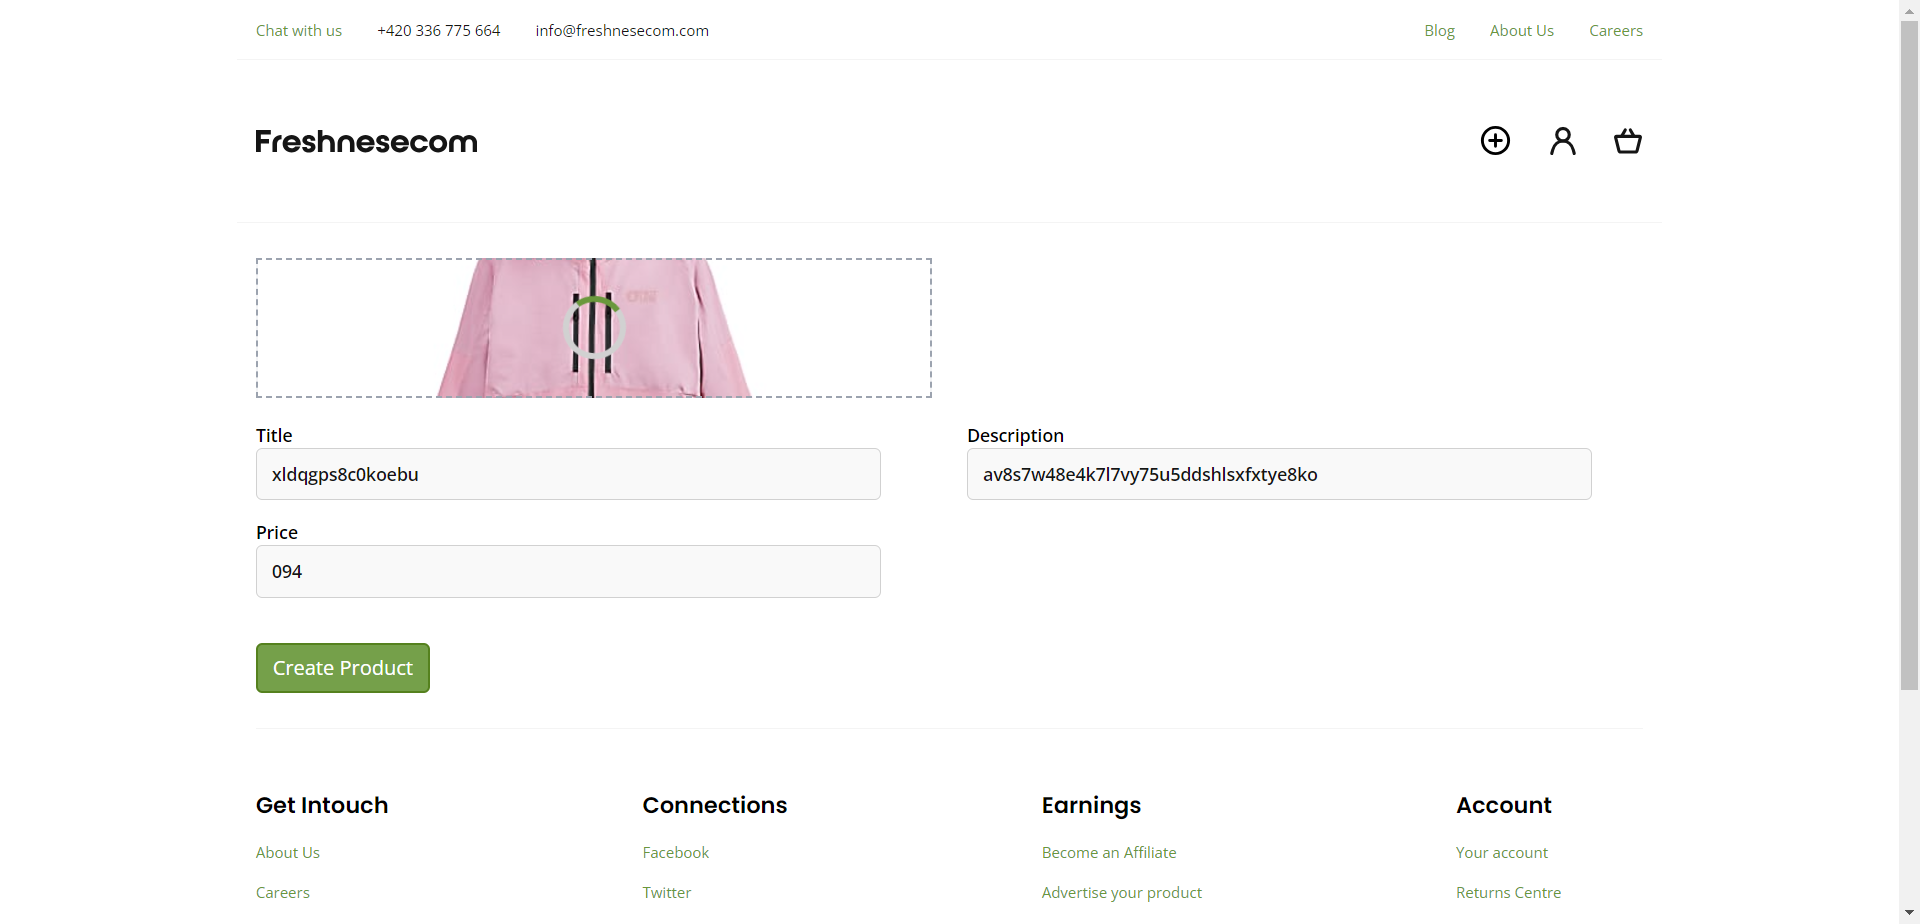 Chat with us +420 336 775 664 info@freshnesecom.com Blog About Us Careers
Freshnesecom
Title Description
xldqgps8c0koebu av8s7w48e4k7l7vy75u5ddshlsxfxtye8ko
Price
094
Create Product
Get Intouch Connections Earnings Account
About Us Facebook Become an Affiliate Your account
Careers Twitter Advertise your product Returns Centre